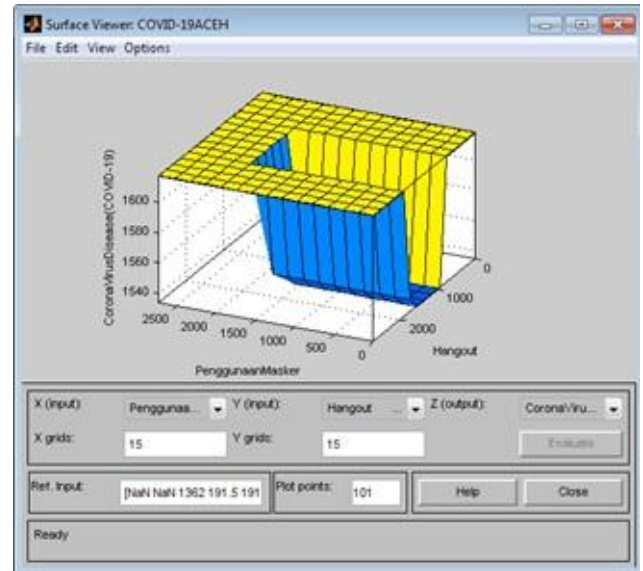 Surface Viewer: COVID-19ACEH
File Edit View Options
CoronaVirusDisease(COVID-19)
1600
1580
1560
1540
2500 2000 1500 1000 500 0
PenggunaanMasker
0
1000
2000
Hangout
X (input): Penggunaa... Y (input): Hangout ... Z (output): CoronaViru...
X grids: 15 Y grids: 15 Evaluate
Ref. Input: [NaN NaN 1362 191.5 191 Plot points: 101 Help Close
Ready